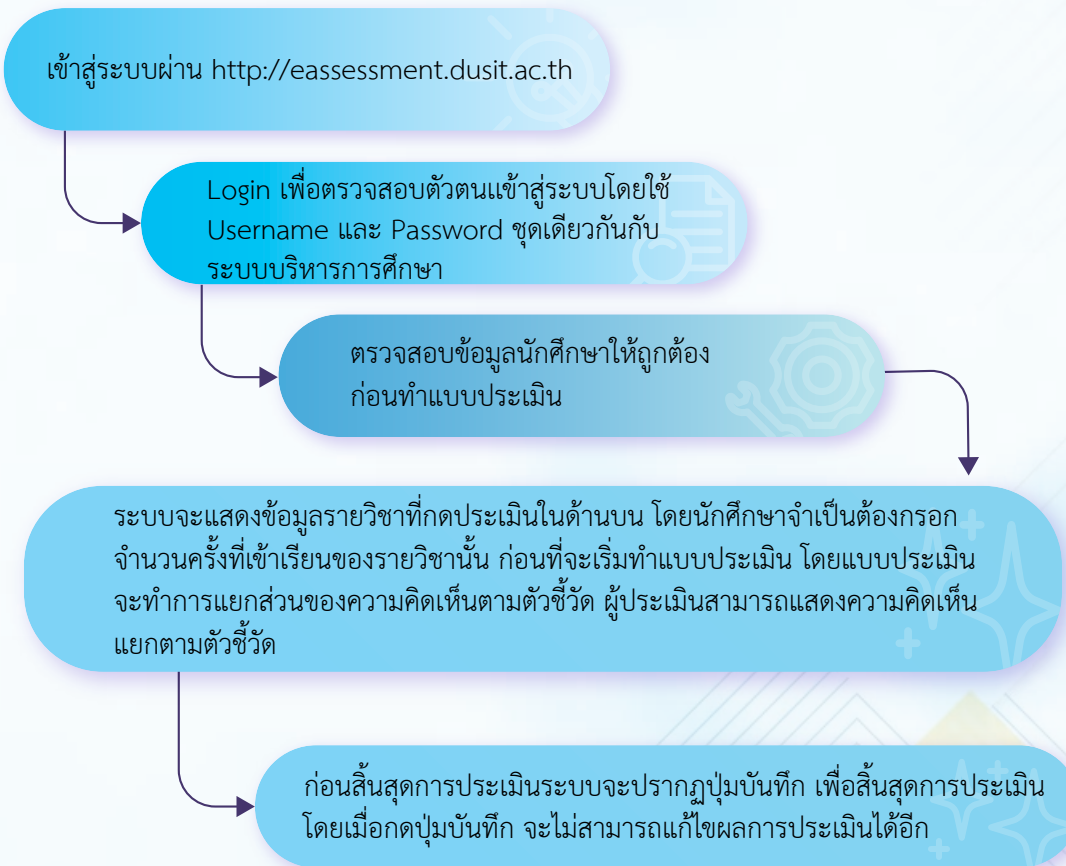 เข้าสู่ระบบผ่าน http://eassessment.dusit.ac.th
Login เพื่อตรวจสอบตัวตนเเข้าสู่ระบบโดยใช้
Username และ Password ชุดเดียวกันกับ
ระบบบริหารการศึกษา
ตรวจสอบข้อมูลนักศึกษาให้ถูกต้อง
ก่อนทำแบบประเมิน
ระบบจะแสดงข้อมูลรายวิชาที่กดประเมินในด้านบน โดยนักศึกษาจำเป็นต้องกรอก
จำนวนครั้งที่เข้าเรียนของรายวิชานั้น ก่อนที่จะเริ่มทำแบบประเมิน โดยแบบประเมิน
จะทำการแยกส่วนของความคิดเห็นตามตัวชี้วัด ผู้ประเมินสามารถแสดงความคิดเห็น
แยกตามตัวชี้วัด
ก่อนสิ้นสุดการประเมินระบบจะปรากฏปุ่มบันทึก เพื่อสิ้นสุดการประเมิน
โดยเมื่อกดปุ่มบันทึก จะไม่สามารถแก้ไขผลการประเมินได้อีก